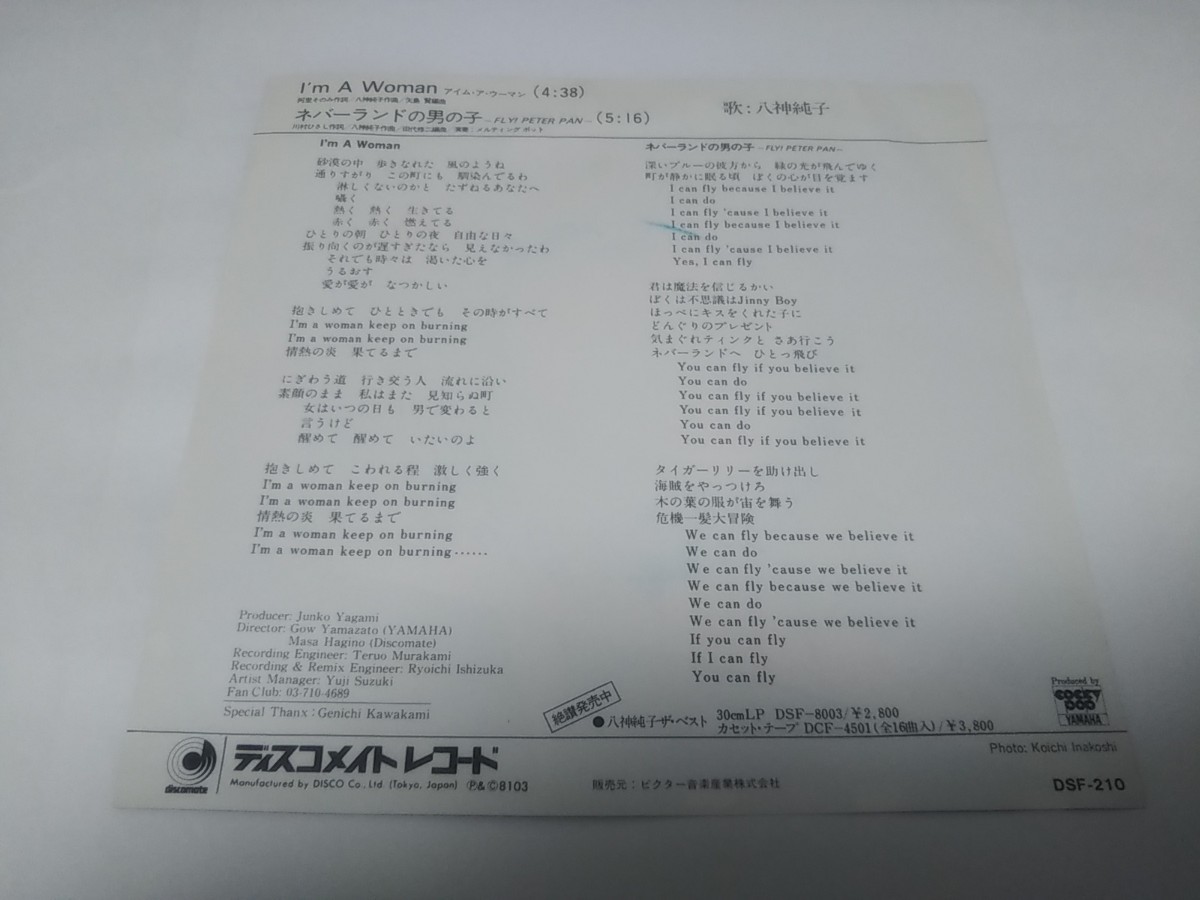 I'm A Woman アイム・ア・ウーマン (4:38)
八神純子作曲
ネバーランドの男の子 –FLY! PETER PAN– (5:16)
川村ひさし作詞/八神純子作曲/ 編曲/演奏:メルティング ポット
歌:八神純子
I'm A Woman
砂漠の中 歩きなれた 風のようね
通りすがり この町にも 馴染んでるわ
淋しくないのかと たずねるあなたへ
囁く
熱く 熱く 生きてる
赤く 赤く 燃えてる
ひとりの朝 ひとりの夜 自由な日々
振り向くのが遅すぎたなら 見えなかったわ
それでも時々は 渇いた心を
うるおす
愛が愛が なつかしい
抱きしめて ひとときでも その時がすべて
I'm a woman keep on burning
I'm a woman keep on burning
情熱の炎 果てるまで
にぎわう道 行き交う人 流れに沿い
素顔のまま 私はまた 見知らぬ町
女はいつの日も 男で変わると
言うけど
醒めて 醒めて いたいのよ
抱きしめて こわれる程 激しく強く
I'm a woman keep on burning
I'm a woman keep on burning
情熱の炎 果てるまで
I'm a woman keep on burning
I'm a woman keep on burning……
Producer: Junko Yagami
Director: Gow Yamazato (YAMAHA)
Masa Hagino (Discomate)
Recording Engineer: Teruo Murakami
Recording & Remix Engineer: Ryoichi Ishizuka
Artist Manager: Yuji Suzuki
Fan Club: 03-710-4689
Special Thanx: Genichi Kawakami
ネバーランドの男の子 –FLY! PETER PAN–
深いブルーの彼方から 緑の光が飛んでゆく
町が静かに眠る頃 ぼくの心が目を覚ます
I can fly because I believe it
I can do
I can fly 'cause I believe it
I can fly because I believe it
I can do
I can fly 'cause I believe it
Yes, I can fly
君は魔法を信じるかい
ぼくは不思議はJinny Boy
ほっぺにキスをくれた子に
どんぐりのプレゼント
気まぐれティンクと さあ行こう
ネバーランドへ ひとっ飛び
You can fly if you believe it
You can do
You can fly if you believe it
You can fly if you believe it
You can do
You can fly if you believe it
タイガーリリーを助け出し
海賊をやっつけろ
木の葉の服が宙を舞う
危機一髪大冒険
We can fly because we believe it
We can do
We can fly 'cause we believe it
We can fly because we believe it
We can do
We can fly 'cause we believe it
If you can fly
If I can fly
You can fly
絶讃発売中
●八神純子・ザ・ベスト 30cmLP DSF-8003/¥2,800
カセット・テープ DCF-4501(全16曲入)/¥3,800
Produced by
COCKY POP
YAMAHA
Photo: Koichi Inakoshi
discomate
ディスコメイト レコード
Manufactured by DISCO Co., Ltd (Tokyo, Japan) Ⓟ&©8103
販売元:ビクター音楽産業株式会社
DSF-210